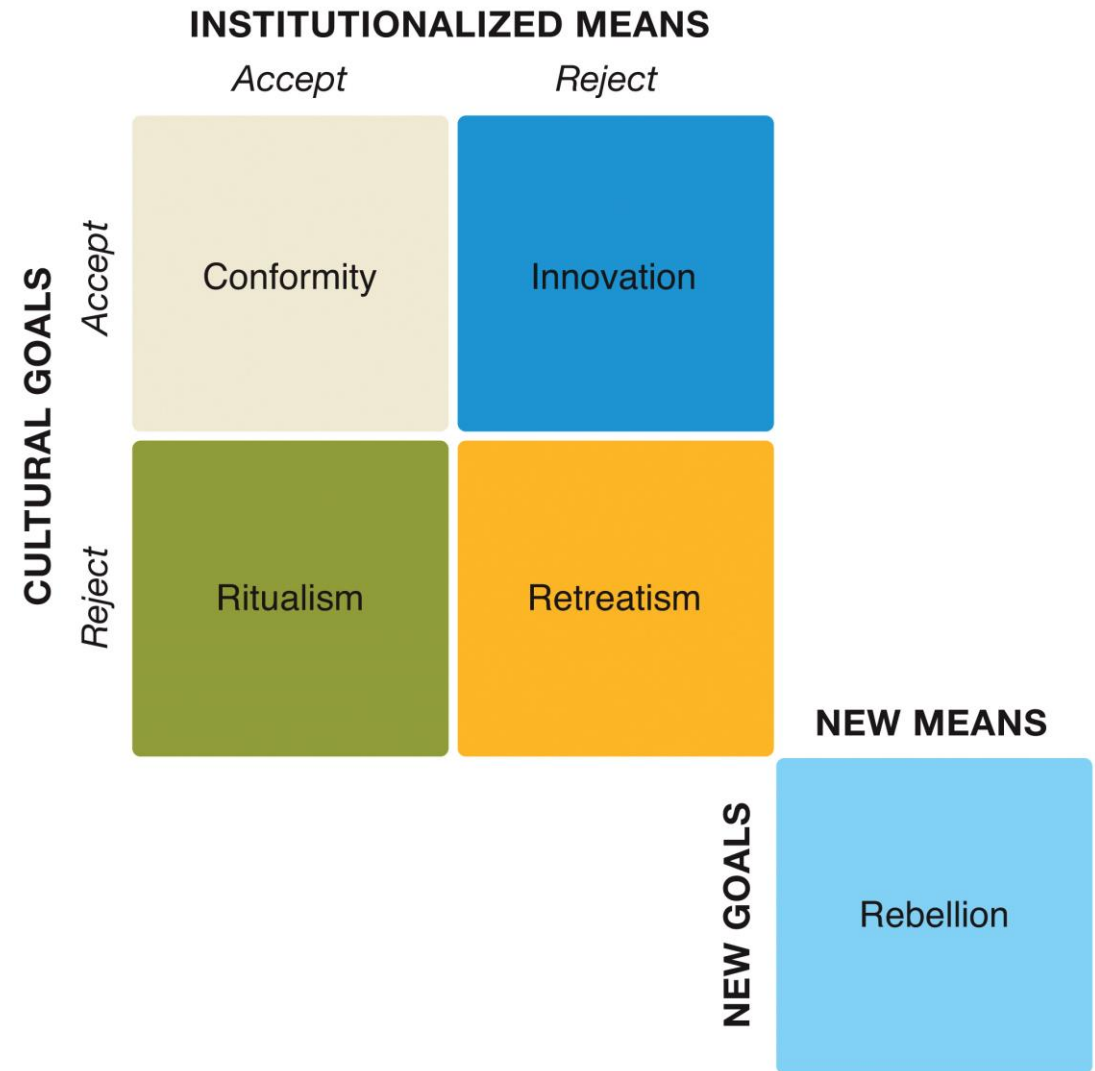 INSTITUTIONALIZED MEANS
Accept
Reject
CULTURAL GOALS
Accept
Conformity
Innovation
Reject
Ritualism
Retreatism
NEW MEANS
NEW GOALS
Rebellion